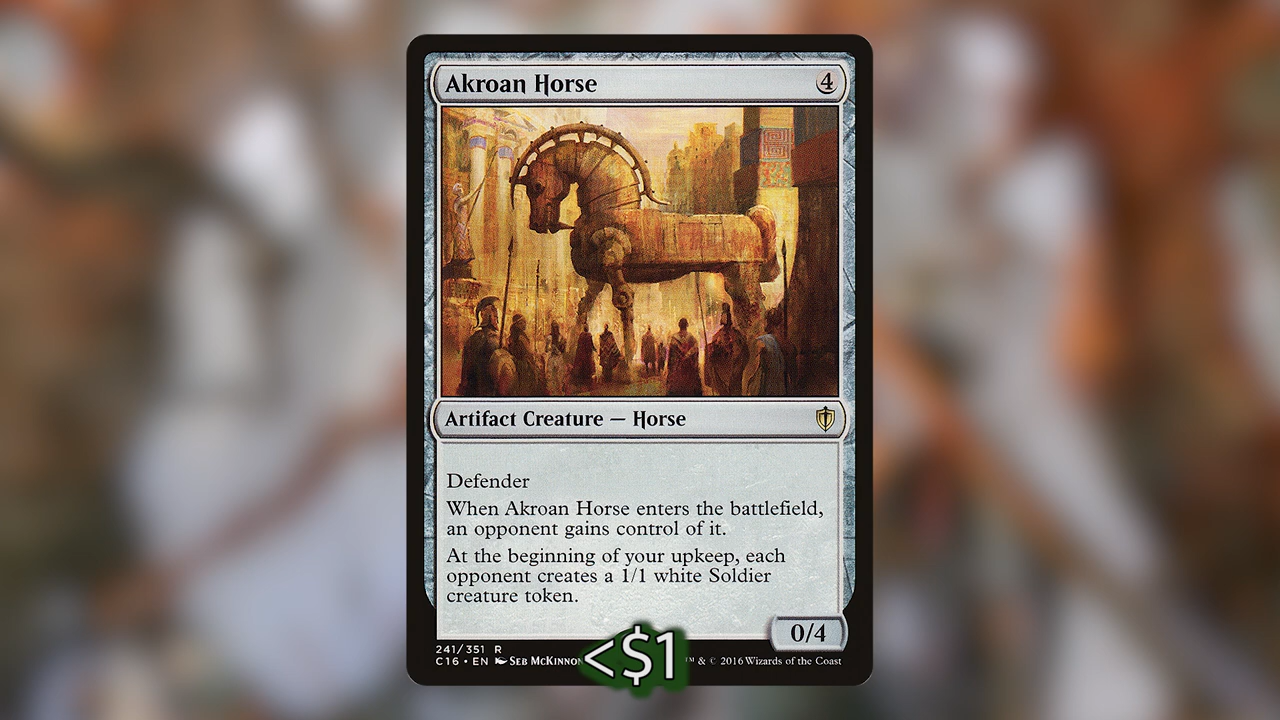 Akroan Horse 4
Artifact Creature — Horse
Defender
When Akroan Horse enters the battlefield,
an opponent gains control of it.
At the beginning of your upkeep, each
opponent creates a 1/1 white Soldier
creature token.
0/4
241/351 R
C16 • EN Seb McKinnon ™ & © 2016 Wizards of the Coast
<$1